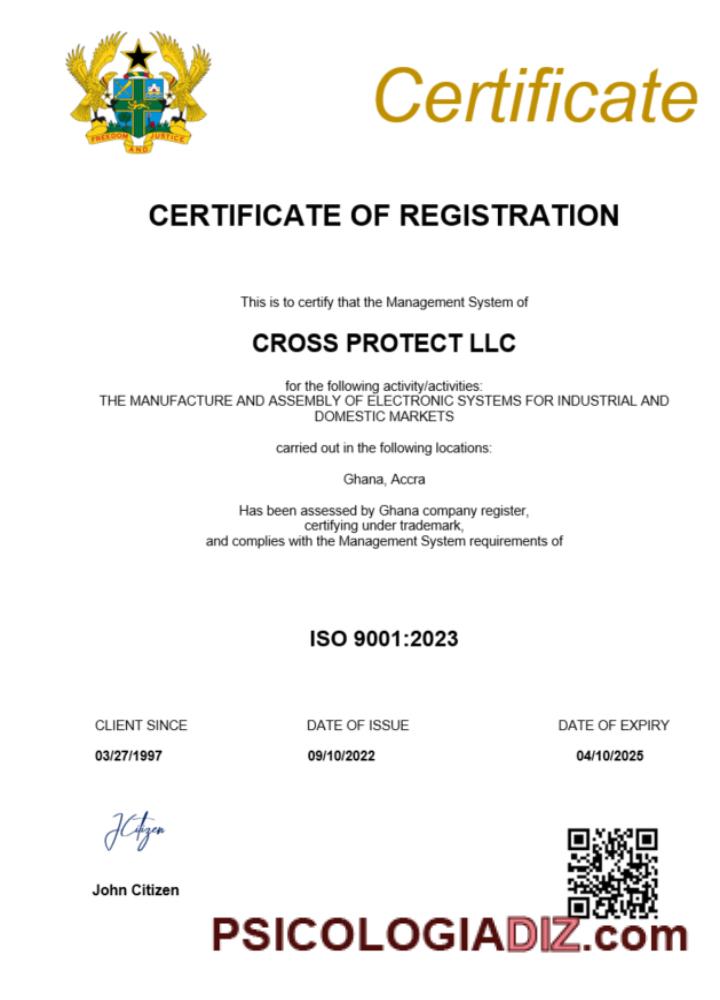 FREEDOM AND JUSTICE
Certificate
CERTIFICATE OF REGISTRATION
This is to certify that the Management System of
CROSS PROTECT LLC
for the following activity/activities:
THE MANUFACTURE AND ASSEMBLY OF ELECTRONIC SYSTEMS FOR INDUSTRIAL AND
DOMESTIC MARKETS
carried out in the following locations:
Ghana, Accra
Has been assessed by Ghana company register,
certifying under trademark,
and complies with the Management System requirements of
ISO 9001:2023
CLIENT SINCE DATE OF ISSUE DATE OF EXPIRY
03/27/1997 09/10/2022 04/10/2025
JCitizen
John Citizen
PSICOLOGIADIZ.com